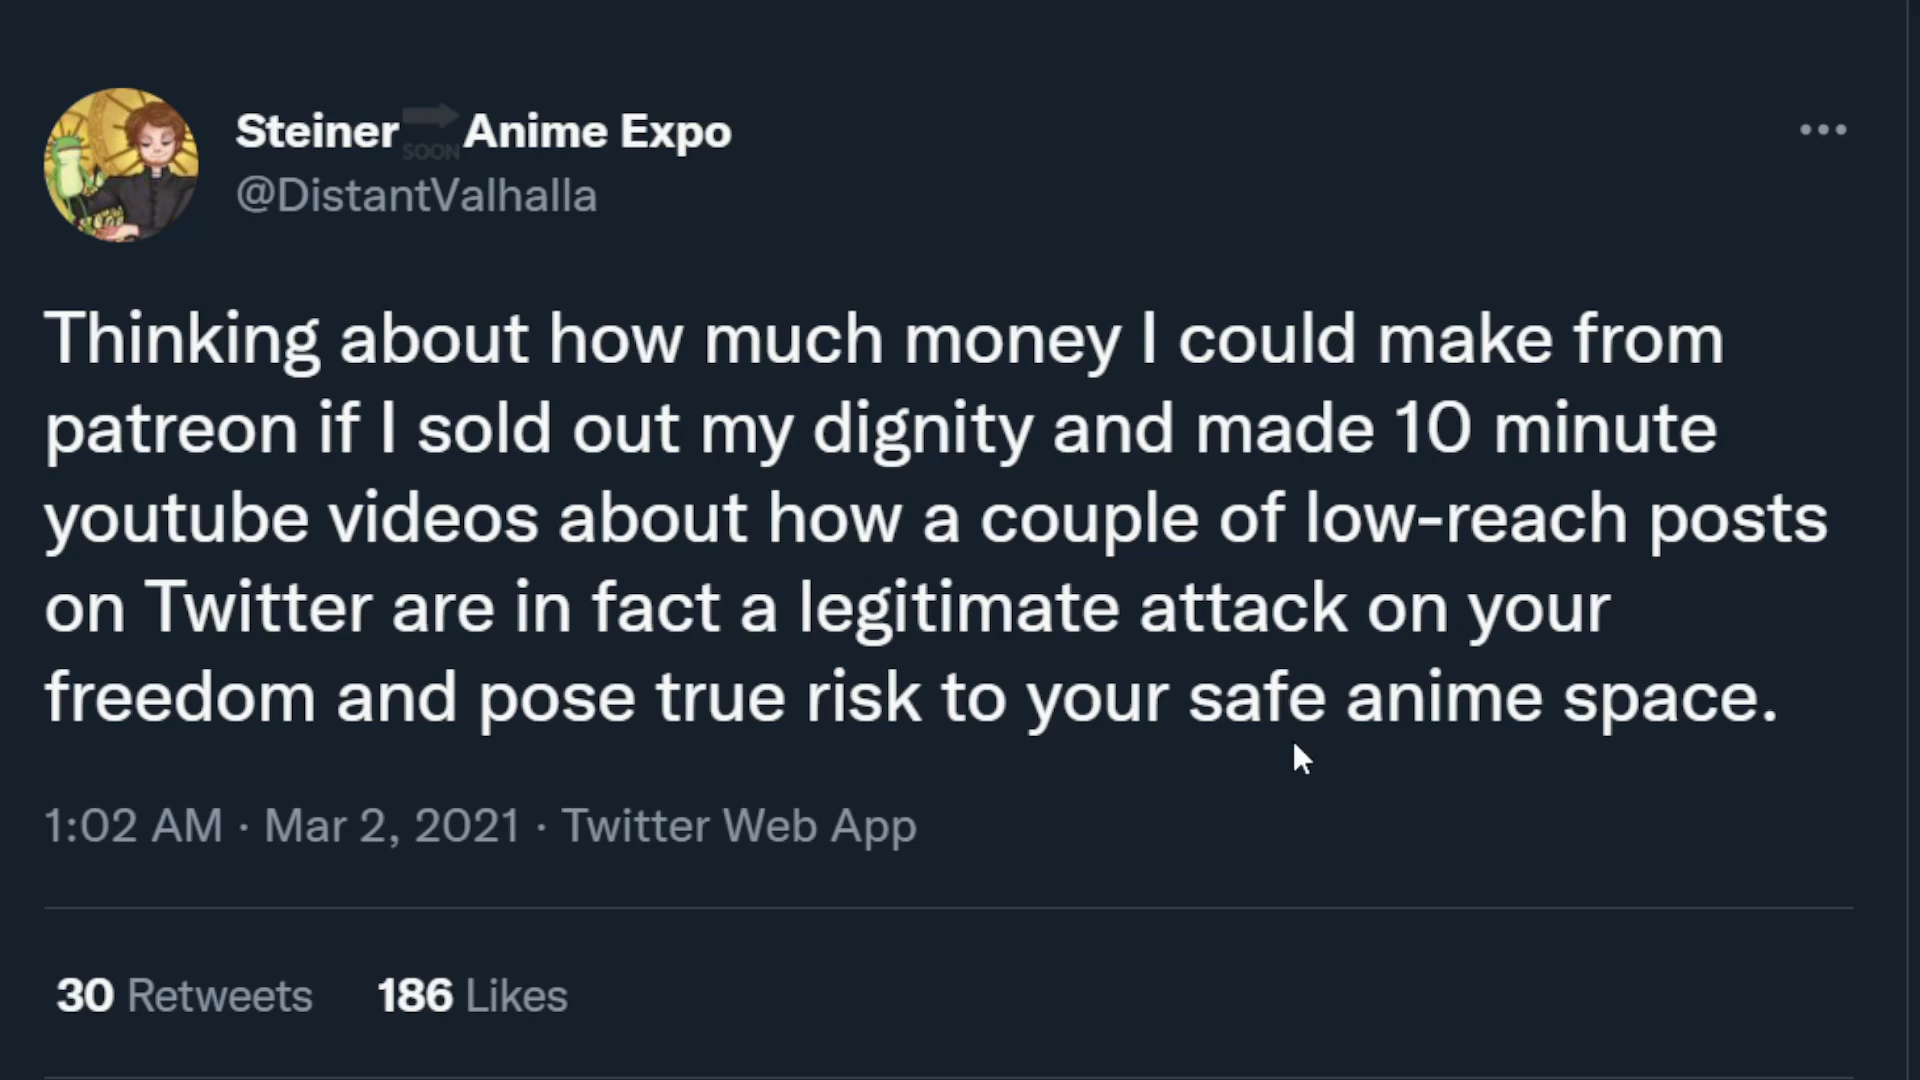 Steiner SOON Anime Expo
@DistantValhalla
Thinking about how much money I could make from
patreon if I sold out my dignity and made 10 minute
youtube videos about how a couple of low-reach posts
on Twitter are in fact a legitimate attack on your
freedom and pose true risk to your safe anime space.
1:02 AM · Mar 2, 2021 · Twitter Web App
30 Retweets 186 Likes